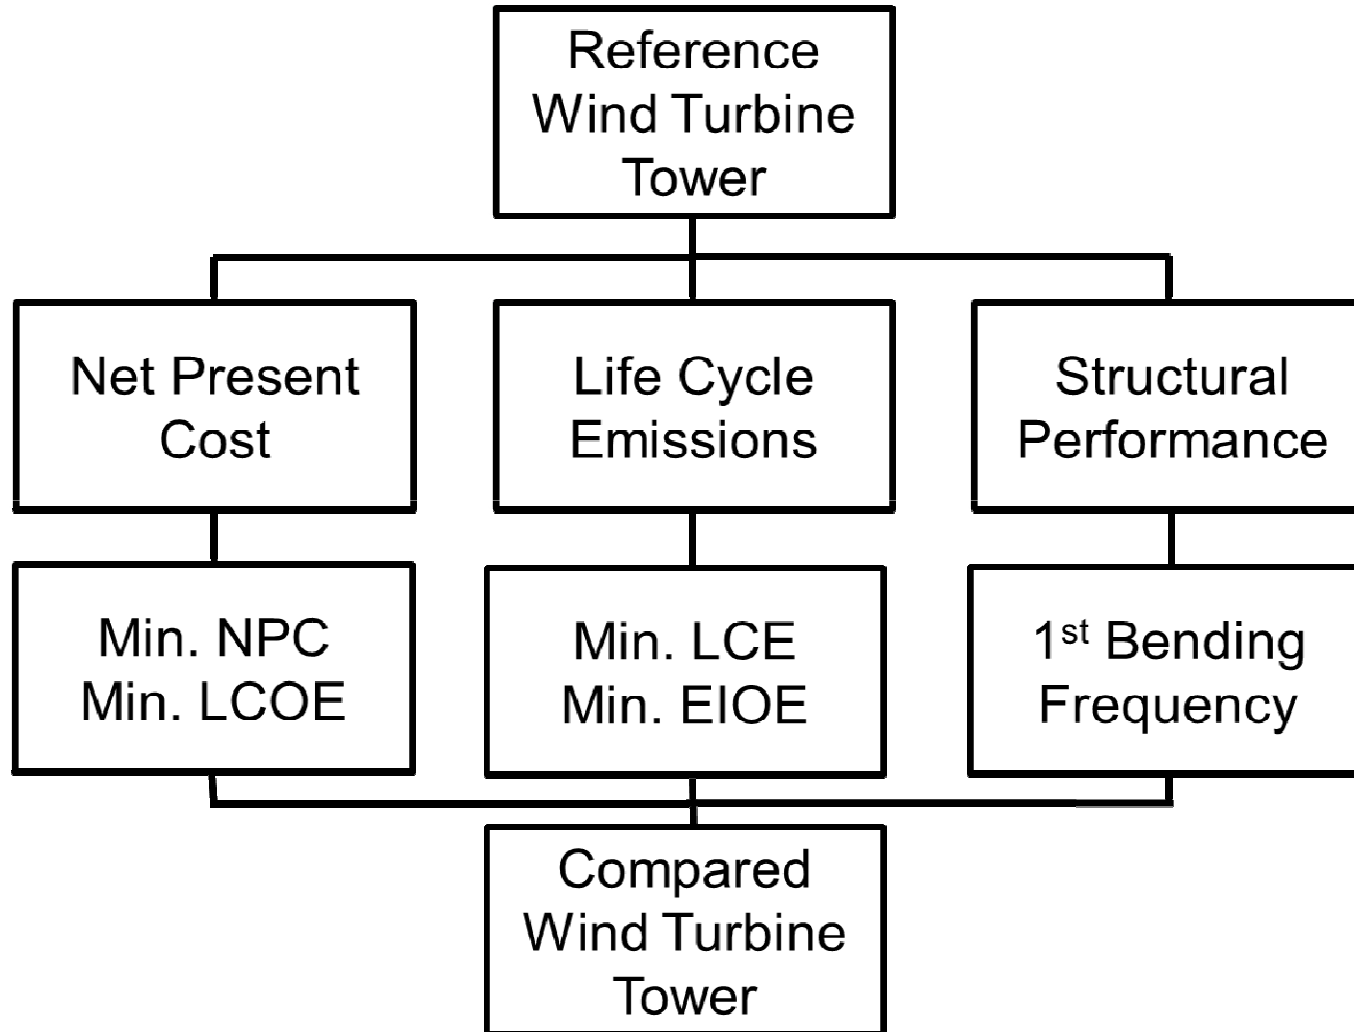 Reference
Wind Turbine
Tower
Net Present
Cost
Life Cycle
Emissions
Structural
Performance
Min. NPC
Min. LCOE
Min. LCE
Min. EIOE
1st Bending
Frequency
Compared
Wind Turbine
Tower